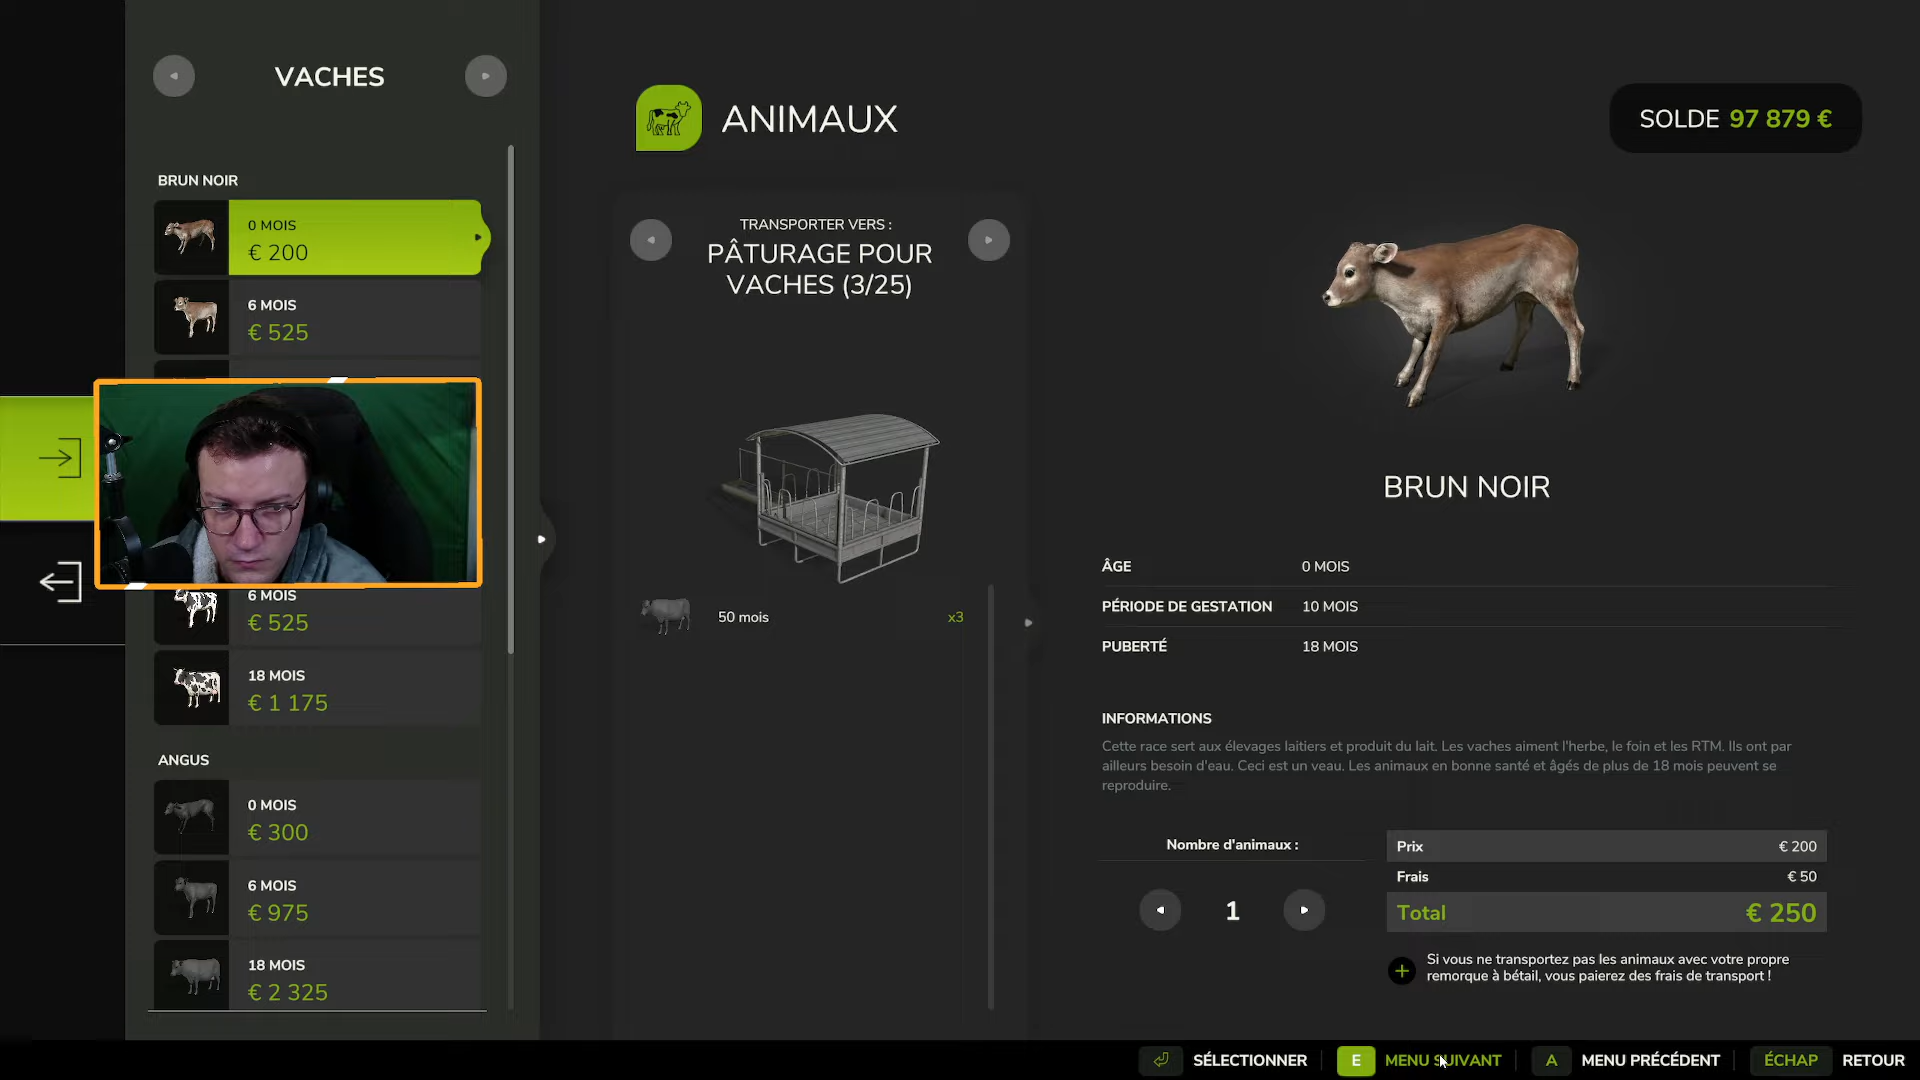 VACHES
BRUN NOIR
0 MOIS
€ 200
6 MOIS
€ 525
6 MOIS
€ 525
18 MOIS
€ 1 175
ANGUS
0 MOIS
€ 300
6 MOIS
€ 975
18 MOIS
€ 2 325
ANIMAUX
SOLDE 97 879 €
TRANSPORTER VERS :
PÂTURAGE POUR
VACHES (3/25)
50 mois x3
BRUN NOIR
ÂGE 0 MOIS
PÉRIODE DE GESTATION 10 MOIS
PUBERTÉ 18 MOIS
INFORMATIONS
Cette race sert aux élevages laitiers et produit du lait. Les vaches aiment l'herbe, le foin et les RTM. Ils ont par
ailleurs besoin d'eau. Ceci est un veau. Les animaux en bonne santé et âgés de plus de 18 mois peuvent se
reproduire.
Nombre d'animaux :
1
Prix € 200
Frais € 50
Total € 250
Si vous ne transportez pas les animaux avec votre propre
remorque à bétail, vous paierez des frais de transport !
SÉLECTIONNER E MENU SUIVANT A MENU PRÉCÉDENT ÉCHAP RETOUR